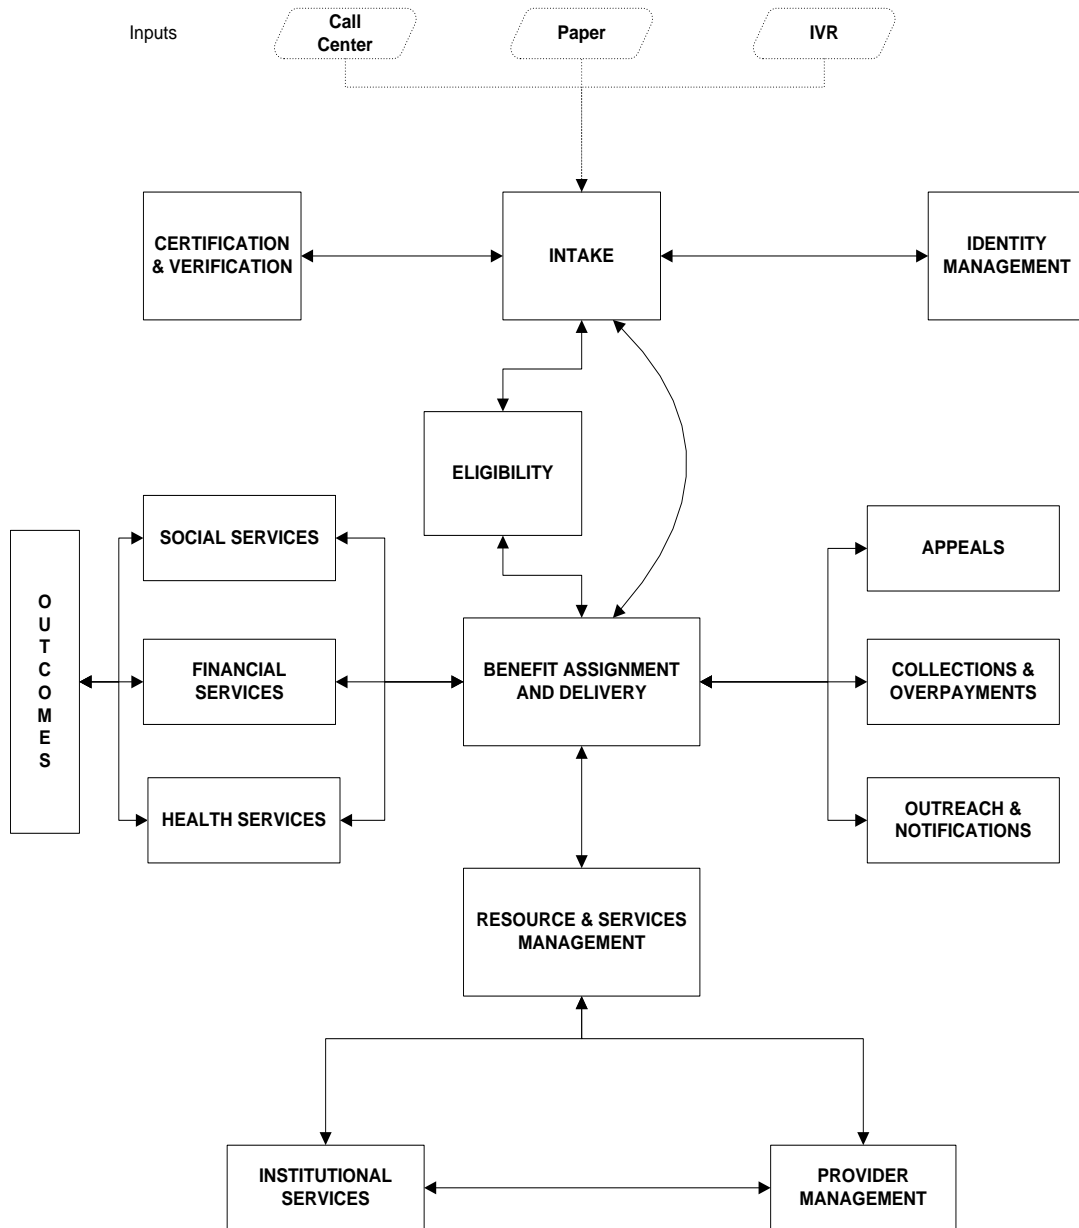 Inputs
Call
Center
Paper
IVR
CERTIFICATION
& VERIFICATION
INTAKE
IDENTITY
MANAGEMENT
ELIGIBILITY
SOCIAL SERVICES
APPEALS
OUTCOMES
FINANCIAL
SERVICES
BENEFIT ASSIGNMENT
AND DELIVERY
COLLECTIONS &
OVERPAYMENTS
HEALTH SERVICES
OUTREACH &
NOTIFICATIONS
RESOURCE & SERVICES
MANAGEMENT
INSTITUTIONAL
SERVICES
PROVIDER
MANAGEMENT